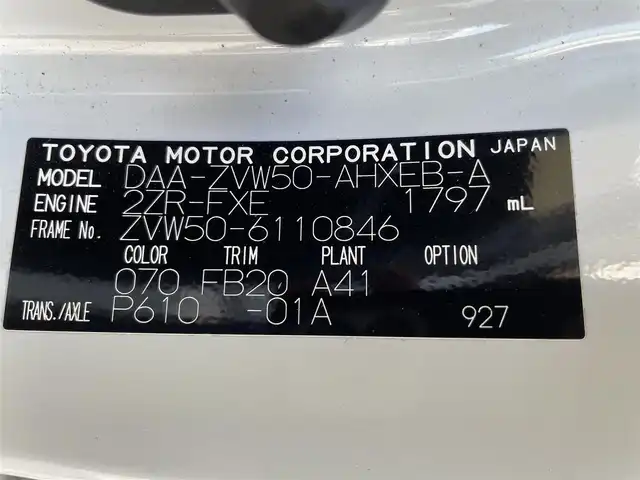 TOYOTA MOTOR CORPORATION JAPAN
MODEL DAA-ZVW50-AHXEB-A
ENGINE 2ZR-FXE 1797 mL
FRAME No. ZVW50-6110846
COLOR TRIM PLANT OPTION
070 FB20 A41
TRANS./AXLE P610 -01A 927